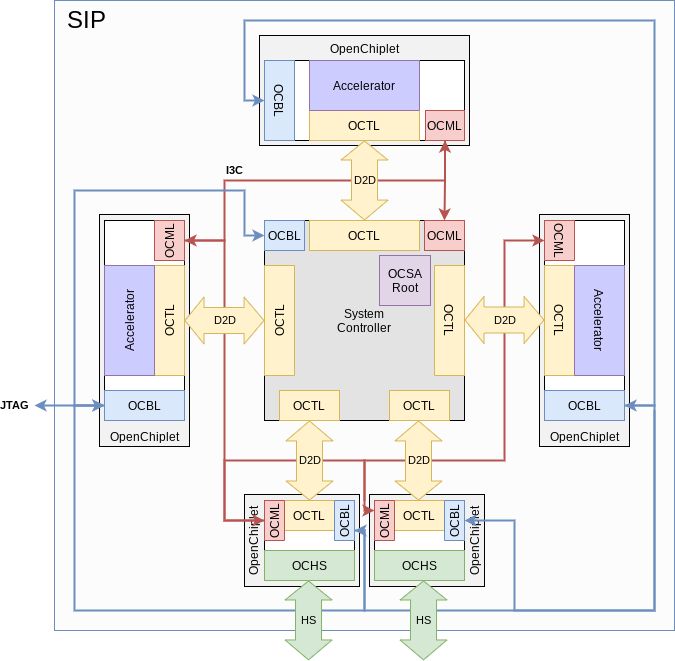 SIP
OpenChiplet
OCBL
Accelerator
OCTL
OCML
I3C
D2D
OCML
OCBL
OCTL
OCML
OCML
Accelerator
OCTL
OCBL
OpenChiplet
JTAG
D2D
OCTL
OCSA
Root
System
Controller
OCTL
D2D
OCTL
Accelerator
OCBL
OpenChiplet
OCTL
OCTL
D2D
D2D
OpenChiplet
OCML
OCTL
OCBL
OCHS
OCML
OCTL
OCBL
OpenChiplet
OCHS
HS
HS